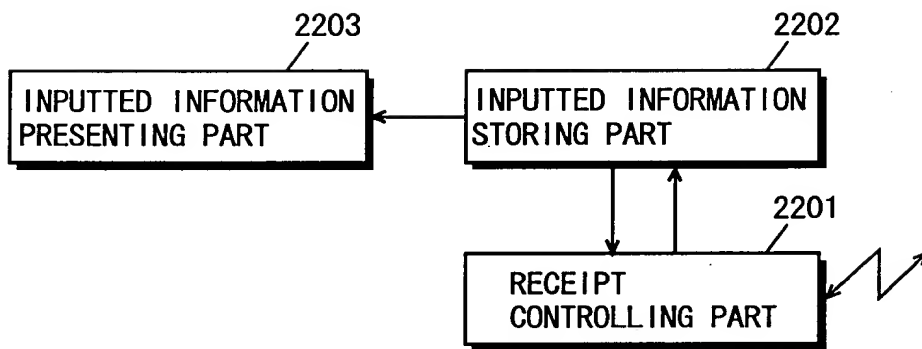 2203
2202
INPUTTED INFORMATION
PRESENTING PART
INPUTTED INFORMATION
STORING PART
2201
RECEIPT
CONTROLLING PART